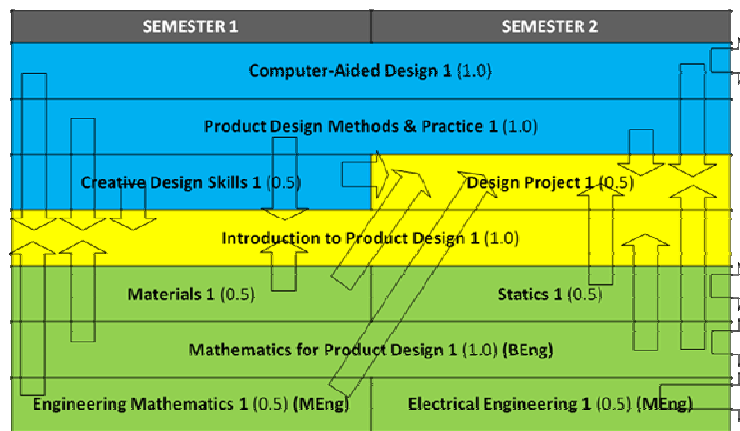 SEMESTER 1
SEMESTER 2
Computer-Aided Design 1 (1.0)
Product Design Methods & Practice 1 (1.0)
Creative Design Skills 1 (0.5)
Design Project 1 (0.5)
Introduction to Product Design 1 (1.0)
Materials 1 (0.5)
Statics 1 (0.5)
Mathematics for Product Design 1 (1.0) (BEng)
Engineering Mathematics 1 (0.5) (MEng)
Electrical Engineering 1 (0.5) (MEng)